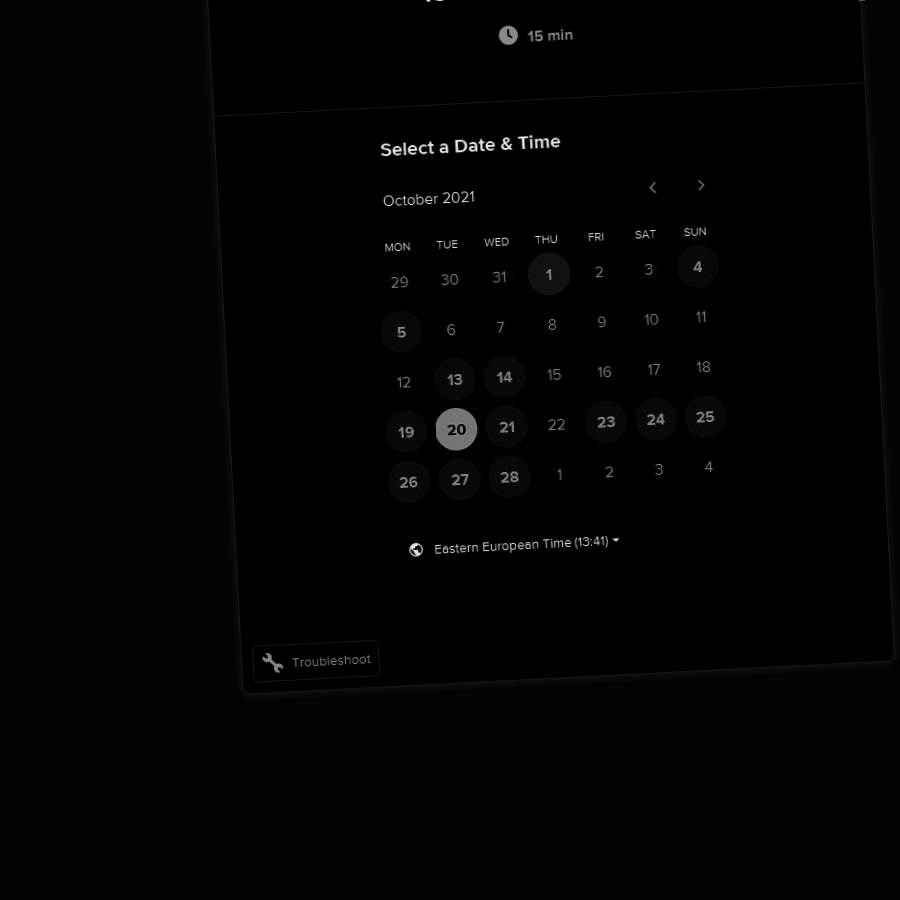 15 min
Select a Date & Time
October 2021
MON TUE WED THU FRI SAT SUN
29 30 31 1 2 3 4
5 6 7 8 9 10 11
12 13 14 15 16 17 18
19 20 21 22 23 24 25
26 27 28 1 2 3 4
Eastern European Time (13:41)
Troubleshoot